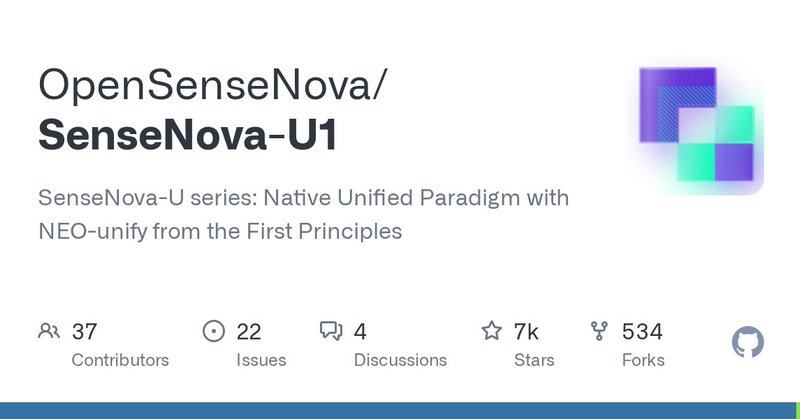 OpenSenseNova/
SenseNova-U1
SenseNova-U series: Native Unified Paradigm with
NEO-unify from the First Principles
37
Contributors
22
Issues
4
Discussions
7k
Stars
534
Forks